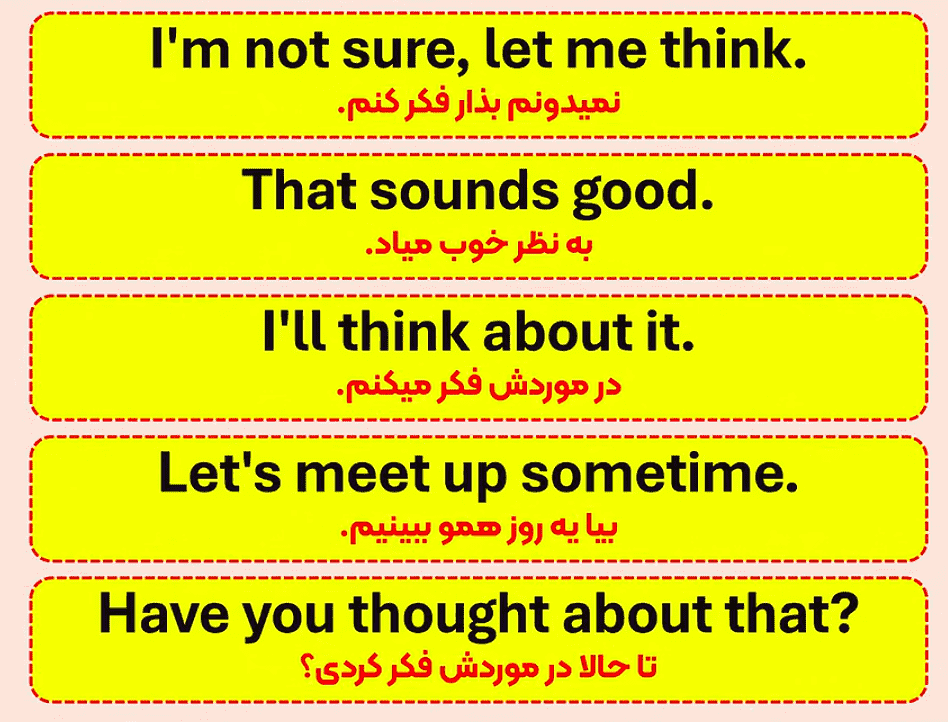 I'm not sure, let me think.
نمیدونم بذار فکر کنم.
That sounds good.
به نظر خوب میاد.
I'll think about it.
در موردش فکر میکنم.
Let's meet up sometime.
بیا یه روز همو ببینیم.
Have you thought about that?
تا حالا در موردش فکر کردی؟